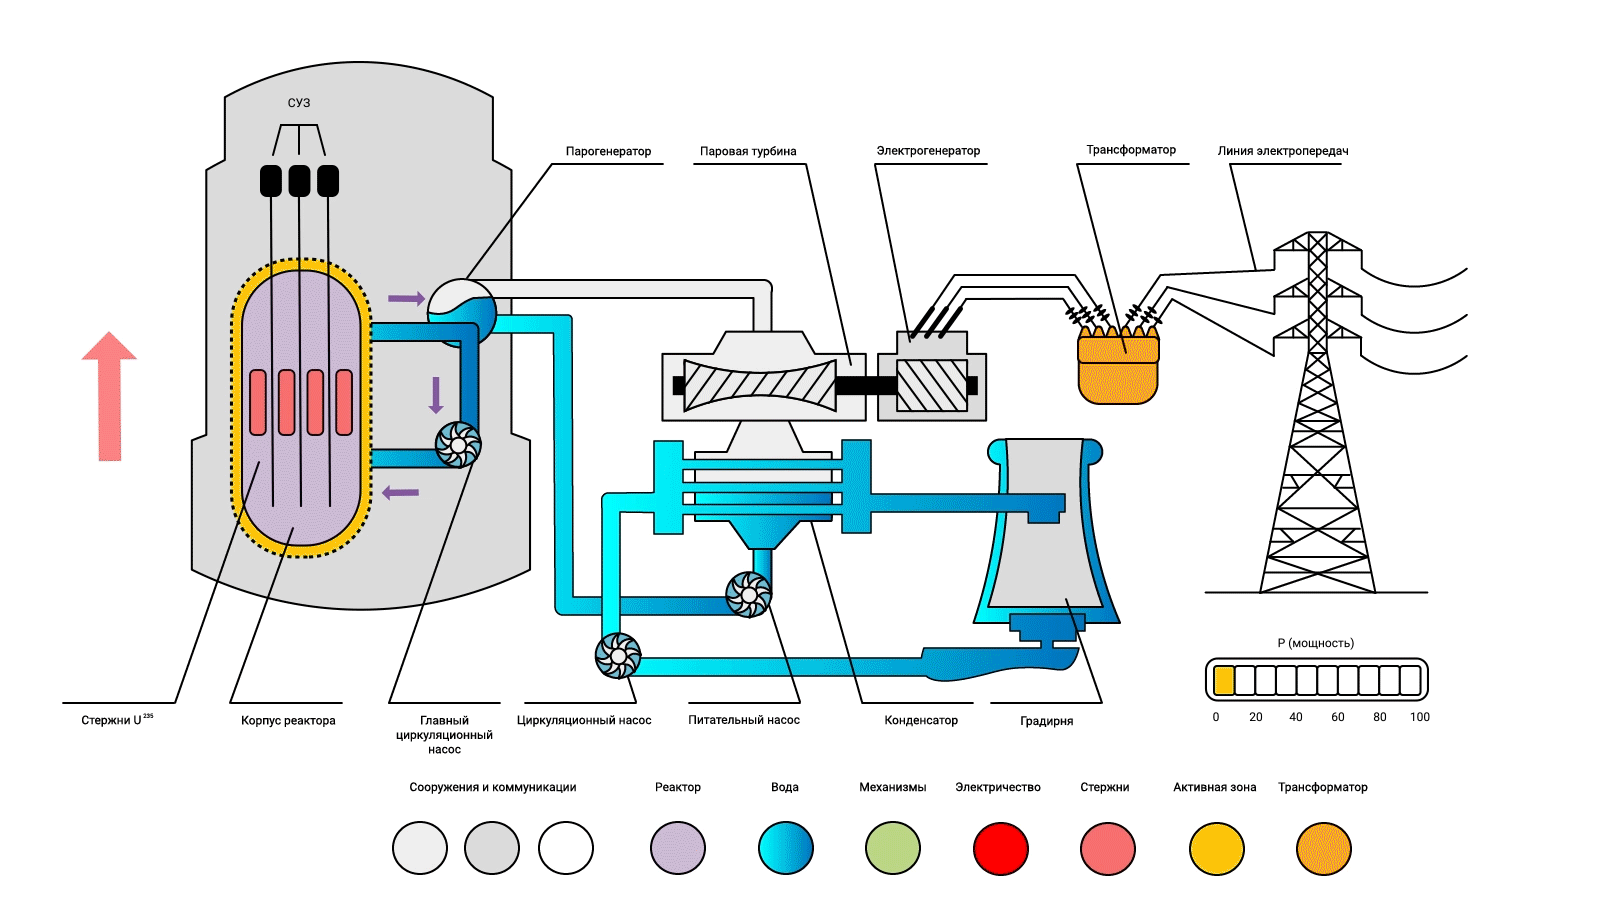 СУЗ
Парогенератор
Паровая турбина
Электрогенератор
Трансформатор
Линия электропередач
P (мощность)
0 20 40 60 80 100
Стержни U 235
Корпус реактора
Главный
циркуляционный
насос
Циркуляционный насос
Питательный насос
Конденсатор
Градирня
Сооружения и коммуникации
Реактор
Вода
Механизмы
Электричество
Стержни
Активная зона
Трансформатор